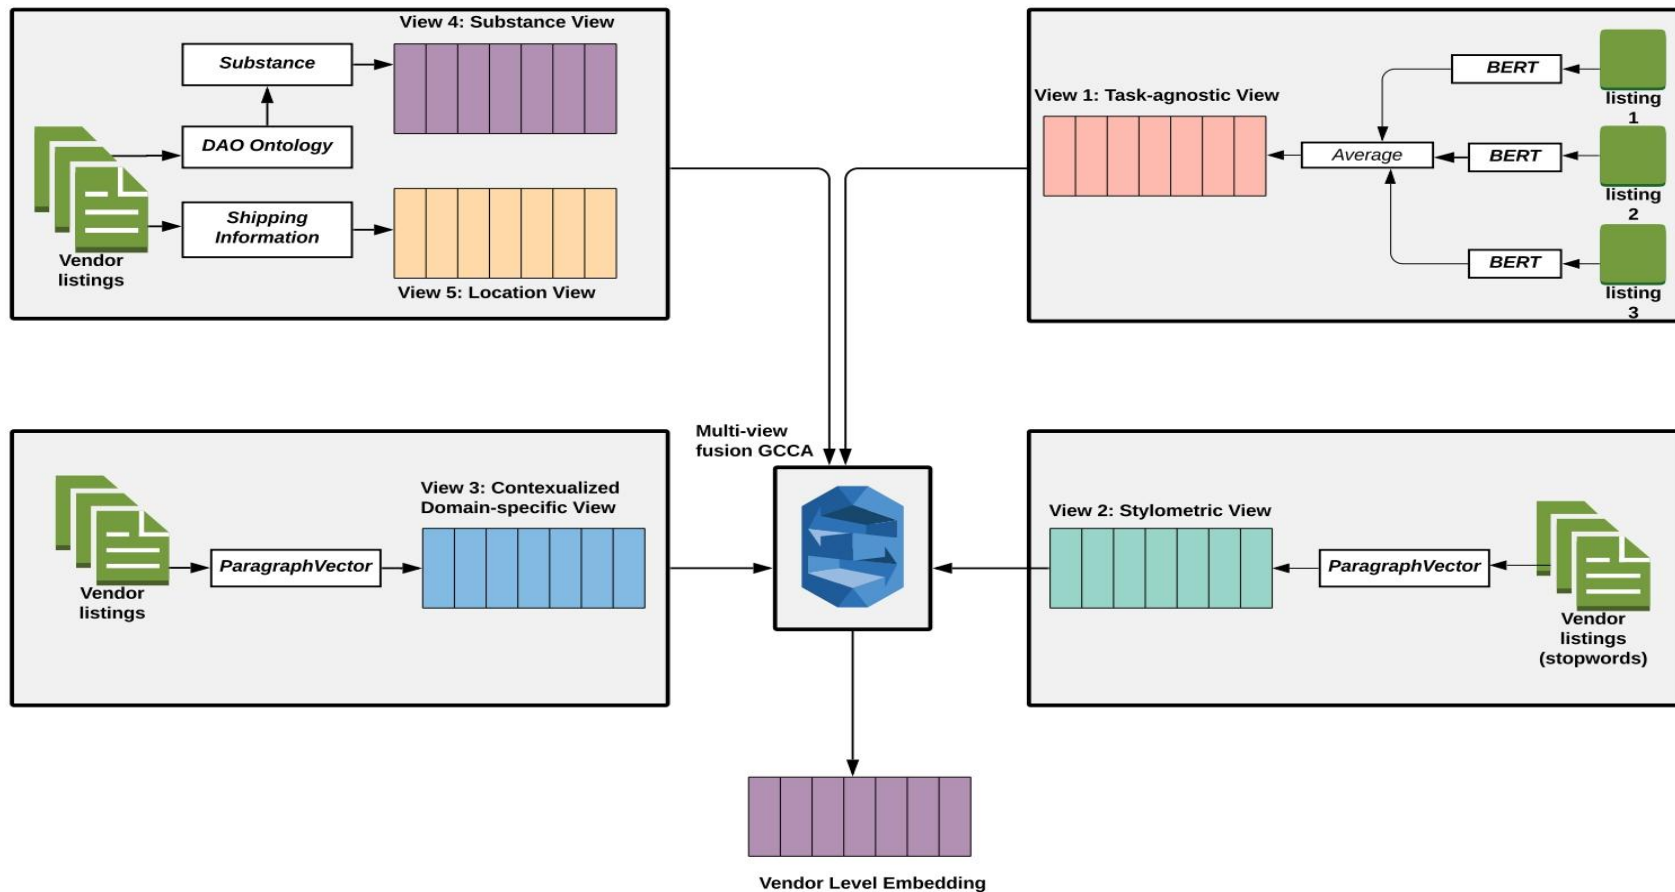 View 4: Substance View
Substance
DAO Ontology
Shipping
Information
Vendor
listings
View 5: Location View
View 1: Task-agnostic View
BERT
listing
1
Average
BERT
listing
2
BERT
listing
3
Multi-view
fusion GCCA
View 3: Contexualized
Domain-specific View
ParagraphVector
Vendor
listings
View 2: Stylometric View
ParagraphVector
Vendor
listings
(stopwords)
Vendor Level Embedding